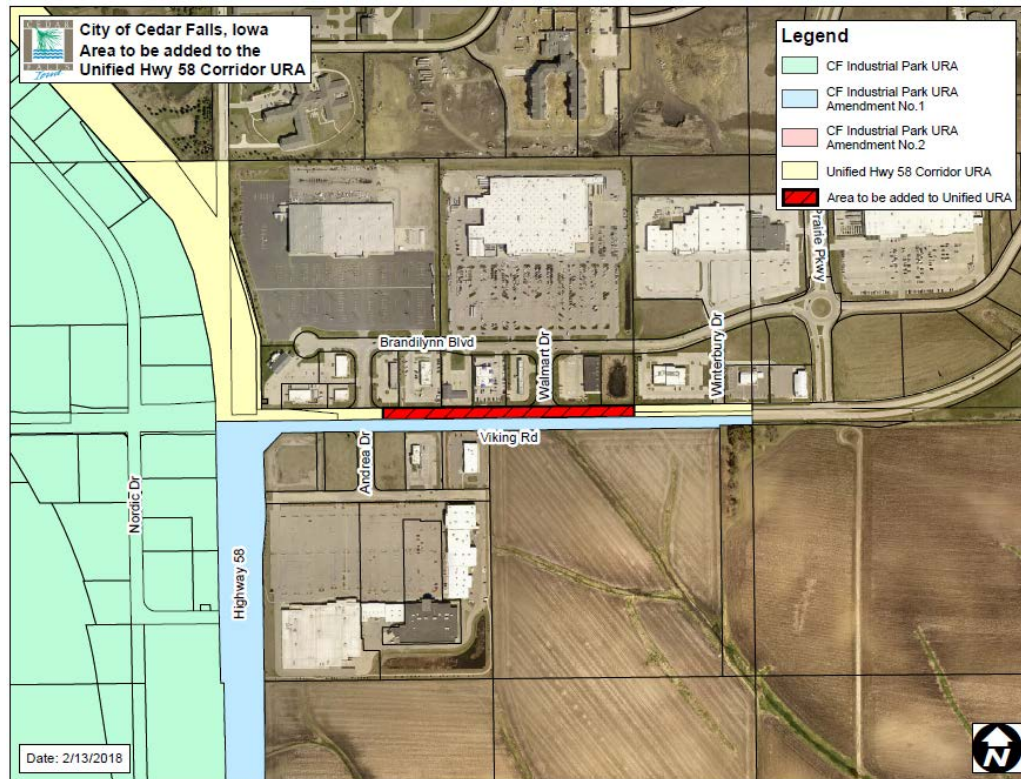 CEDAR
FALLS
Iowa
City of Cedar Falls, Iowa
Area to be added to the
Unified Hwy 58 Corridor URA
Legend
CF Industrial Park URA
CF Industrial Park URA
Amendment No.1
CF Industrial Park URA
Amendment No.2
Unified Hwy 58 Corridor URA
Area to be added to Unified URA
Prairie Pkwy
Brandilynn Blvd
Walmart Dr
Winterbury Dr
Viking Rd
Andrea Dr
Nordic Dr
Highway 58
Date: 2/13/2018
N